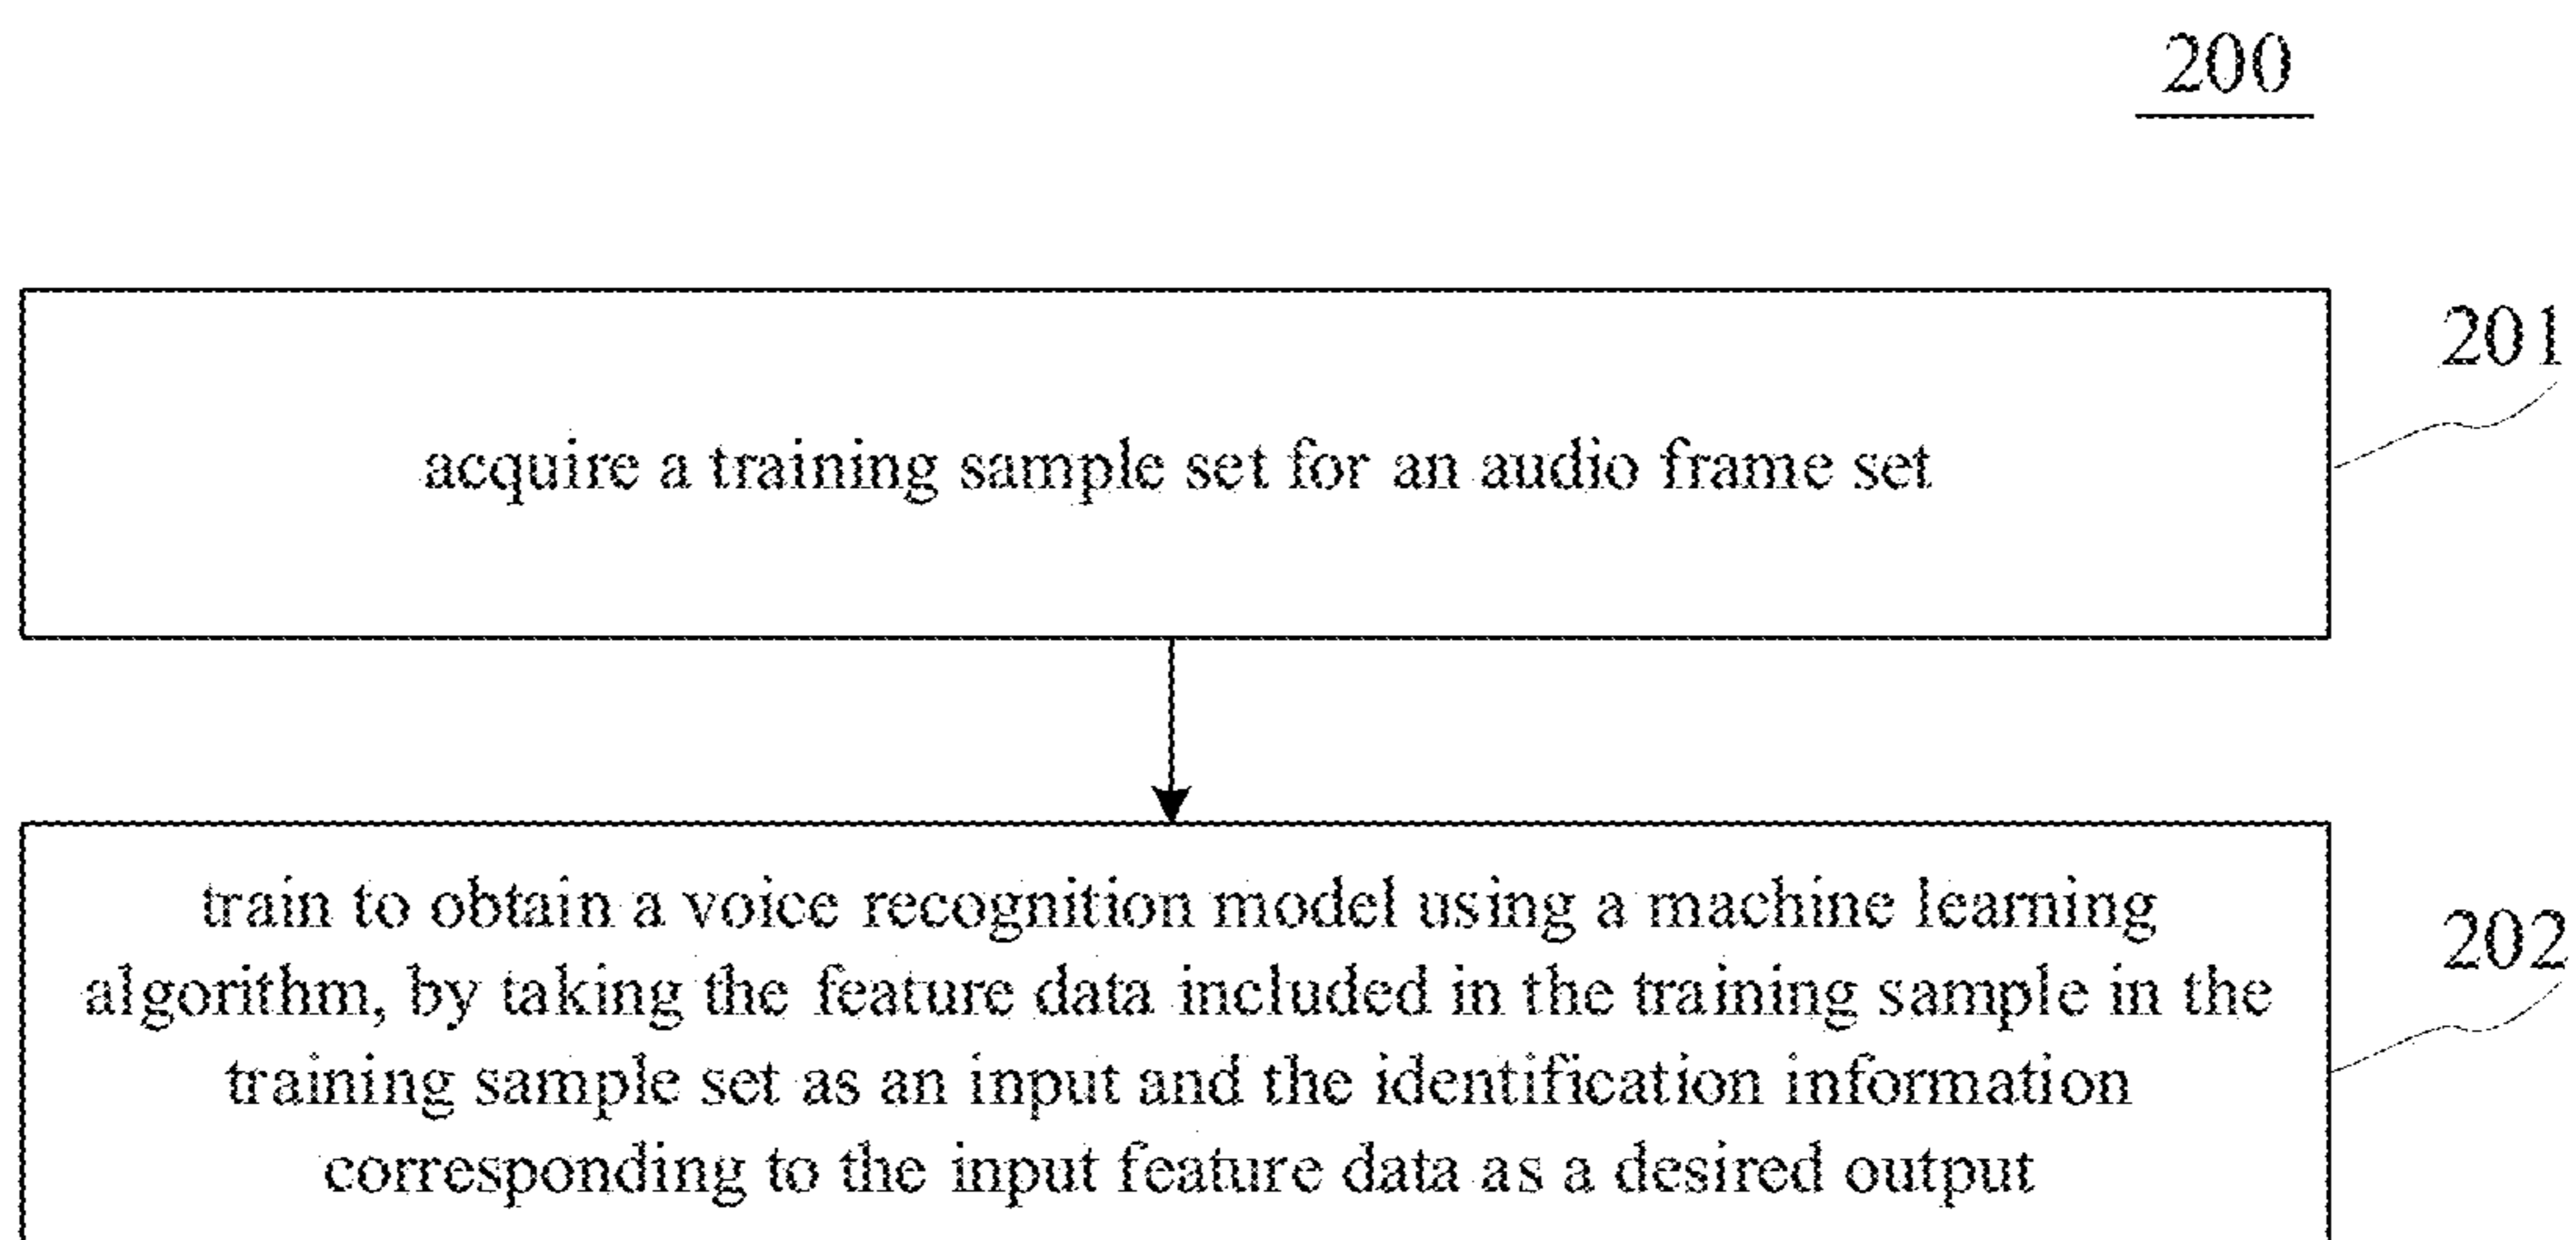 200
201
acquire a training sample set for an audio frame set
train to obtain a voice recognition model using a machine learning
algorithm, by taking the feature data included in the training sample in the
202
training sample set as an input and the identification information
corresponding to the input feature data as a desired output